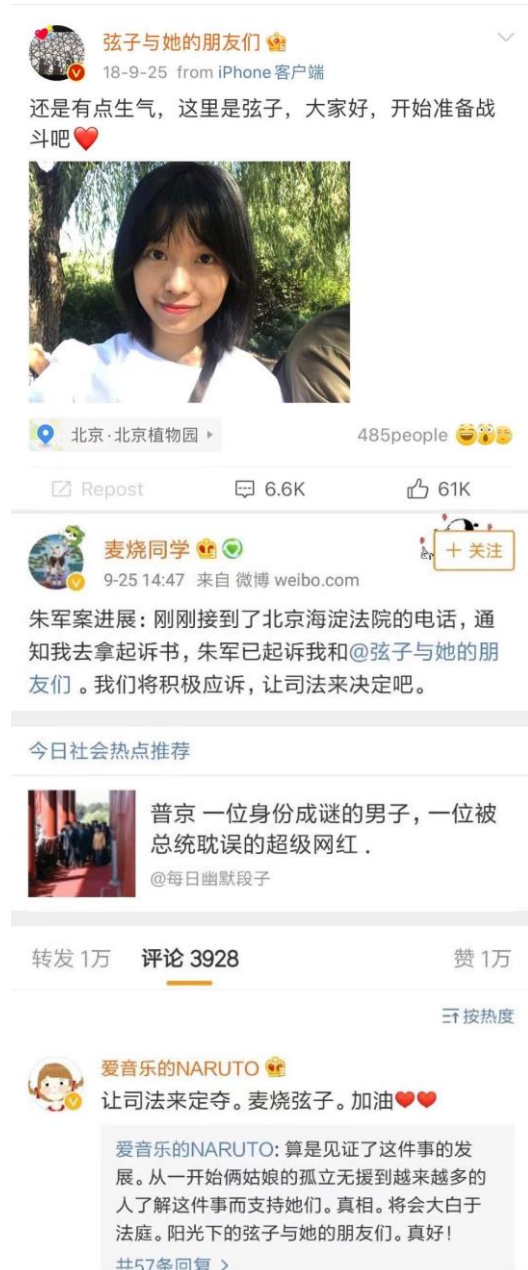 弦子与她的朋友们
18-9-25 from iPhone客户端
还是有点生气，这里是弦子，大家好，开始准备战
斗吧
北京·北京植物园
485people
Repost
6.6K
61K
麦烧同学
+ 关注
9-25 14:47 来自 微博 weibo.com
朱军案进展：刚刚接到了北京海淀法院的电话，通
知我去拿起诉书，朱军已起诉我和@弦子与她的朋
友们 。我们将积极应诉，让司法来决定吧。
今日社会热点推荐
普京 一位身份成谜的男子，一位被
总统耽误的超级网红 .
@每日幽默段子
转发 1万 评论 3928 赞 1万
按热度
爱音乐的NARUTO
让司法来定夺。麦烧弦子。加油
爱音乐的NARUTO: 算是见证了这件事的发
展。从一开始俩姑娘的孤立无援到越来越多的
人了解这件事而支持她们。真相。将会大白于
法庭。阳光下的弦子与她的朋友们。真好！
共57条回复 >